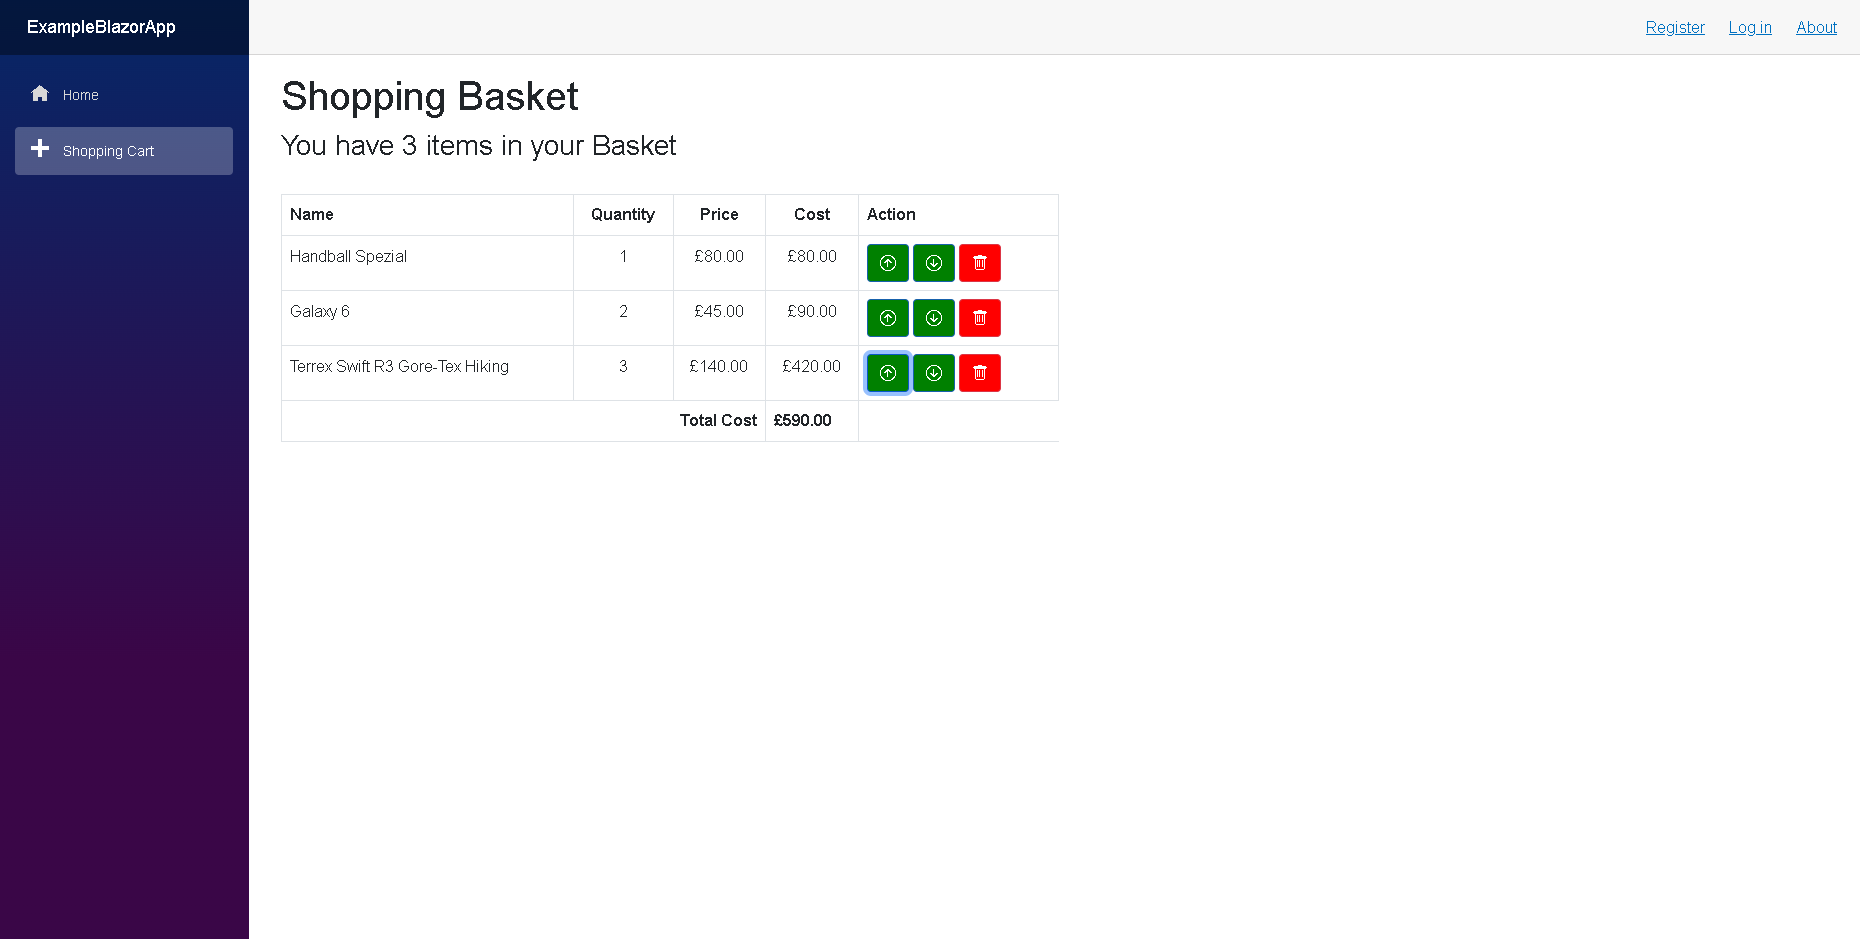 ExampleBlazorApp
Register Log in About
Home
Shopping Cart
Shopping Basket
You have 3 items in your Basket
Name Quantity Price Cost Action
Handball Spezial 1 £80.00 £80.00
Galaxy 6 2 £45.00 £90.00
Terrex Swift R3 Gore-Tex Hiking 3 £140.00 £420.00
Total Cost £590.00